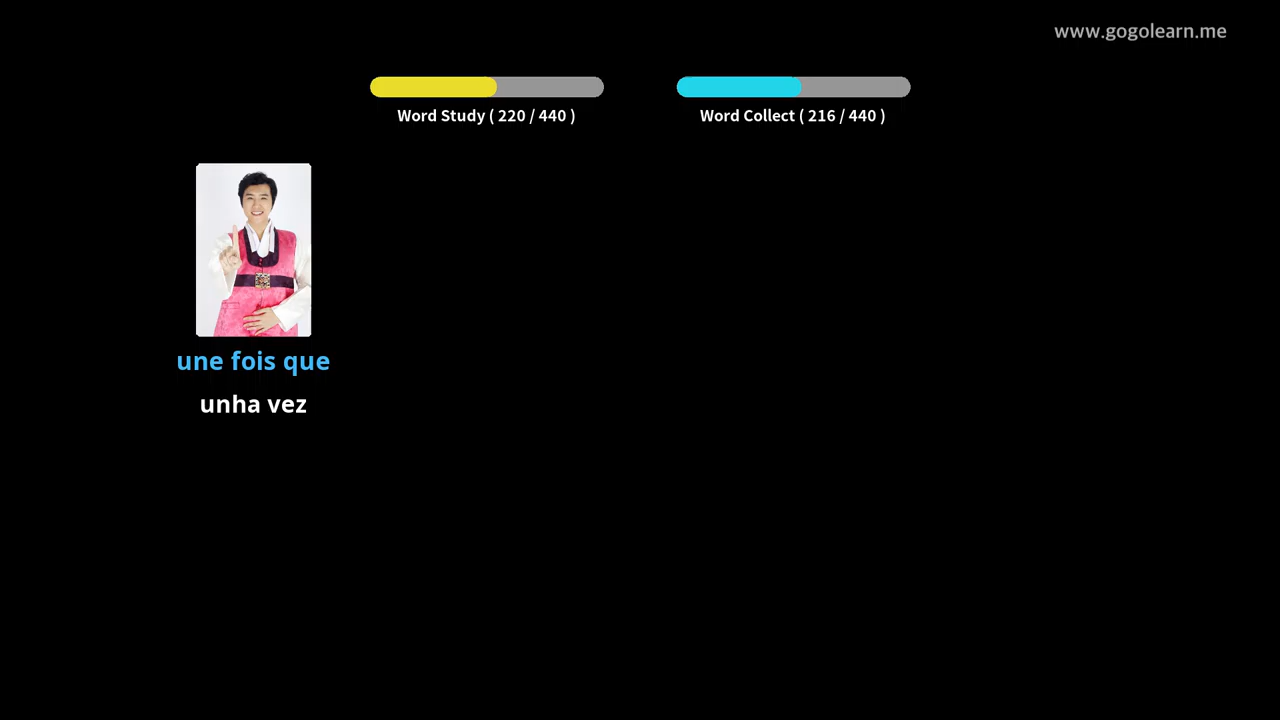 www.gogolearn.me
Word Study ( 220 / 440 )
Word Collect ( 216 / 440 )
une fois que
unha vez